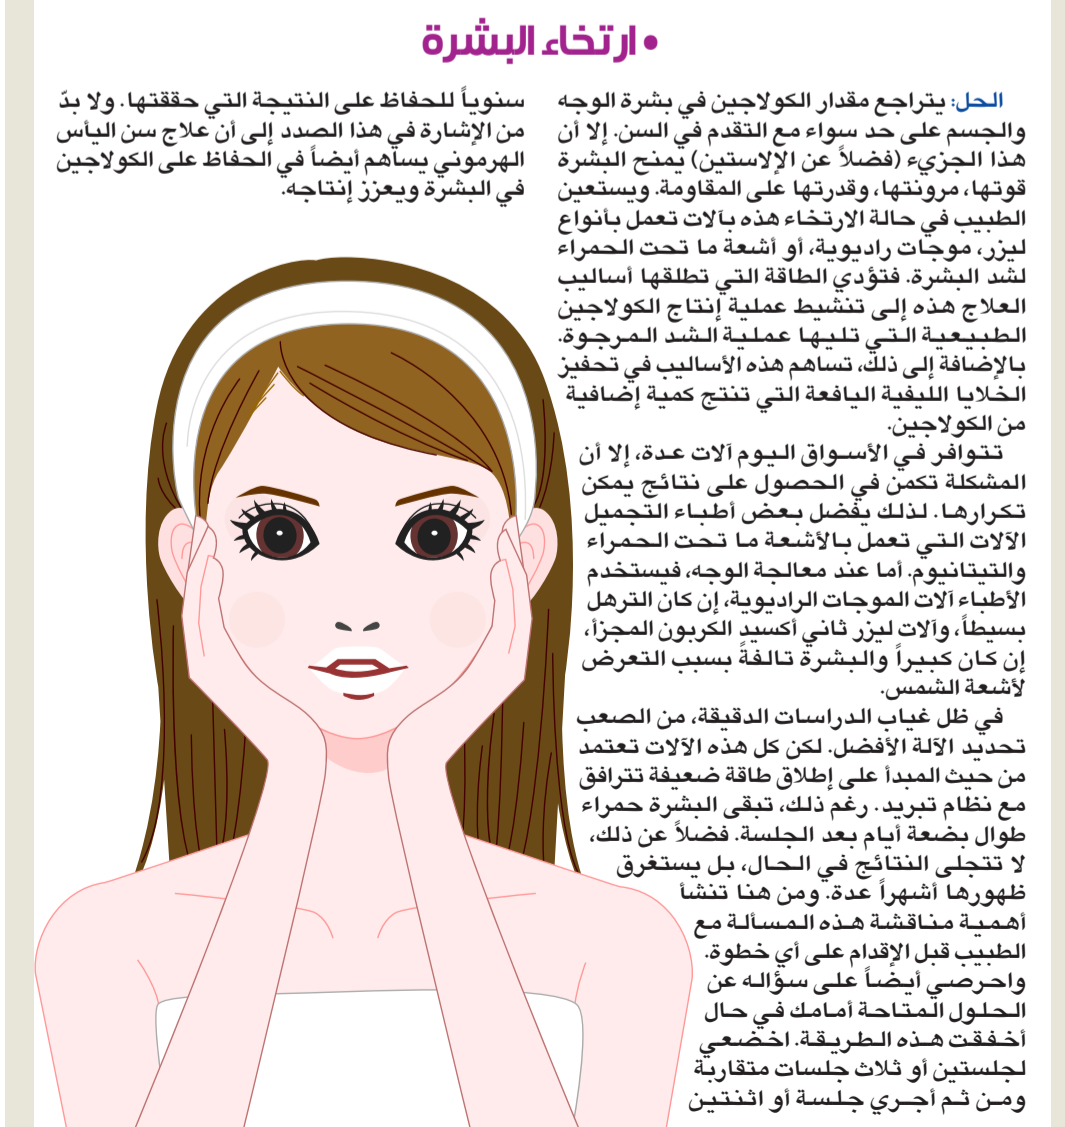 • ارتخاء البشرة
الحل: يتراجع مقدار الكولاجين في بشرة الوجه
والجسم على حد سواء مع التقدم في السن. إلا أن
هذا الجزيء (فضلاً عن الإلاستين) يمنح البشرة
قوتها، مرونتها، وقدرتها على المقاومة. ويستعين
الطبيب في حالة الارتخاء هذه بآلات تعمل بأنواع
ليزر، موجات راديوية، أو أشعة ما تحت الحمراء
لشد البشرة. فتؤدي الطاقة التي تطلقها أساليب
العلاج هذه إلى تنشيط عملية إنتاج الكولاجين
الطبيعية التي تليها عملية الشد المرجوة.
بالإضافة إلى ذلك، تساهم هذه الأساليب في تحفيز
الخلايا الليفية اليافعة التي تنتج كمية إضافية
من الكولاجين.
تتوافر في الأسواق اليوم آلات عدة، إلا أن
المشكلة تكمن في الحصول على نتائج يمكن
تكرارها. لذلك يفضل بعض أطباء التجميل
الآلات التي تعمل بالأشعة ما تحت الحمراء
والتيتانيوم. أما عند معالجة الوجه، فيستخدم
الأطباء آلات الموجات الراديوية، إن كان الترهل
بسيطاً، وآلات ليزر ثاني أكسيد الكربون المجزأ،
إن كان كبيراً والبشرة تالفةً بسبب التعرض
لأشعة الشمس.
في ظل غياب الدراسات الدقيقة، من الصعب
تحديد الآلة الأفضل. لكن كل هذه الآلات تعتمد
من حيث المبدأ على إطلاق طاقة ضعيفة تترافق
مع نظام تبريد. رغم ذلك، تبقى البشرة حمراء
طوال بضعة أيام بعد الجلسة. فضلاً عن ذلك،
لا تتجلى النتائج في الحال، بل يستغرق
ظهورها أشهراً عدة. ومن هنا تنشأ
أهمية مناقشة هذه المسألة مع
الطبيب قبل الإقدام على أي خطوة.
واحرصي أيضاً على سؤاله عن
الحلول المتاحة أمامك في حال
أخفقت هذه الطريقة. اخضعي
لجلستين أو ثلاث جلسات متقاربة
ومن ثم أجري جلسة أو اثنتين
سنوياً للحفاظ على النتيجة التي حققتها. ولا بدّ
من الإشارة في هذا الصدد إلى أن علاج سن اليأس
الهرموني يساهم أيضاً في الحفاظ على الكولاجين
في البشرة ويعزز إنتاجه.